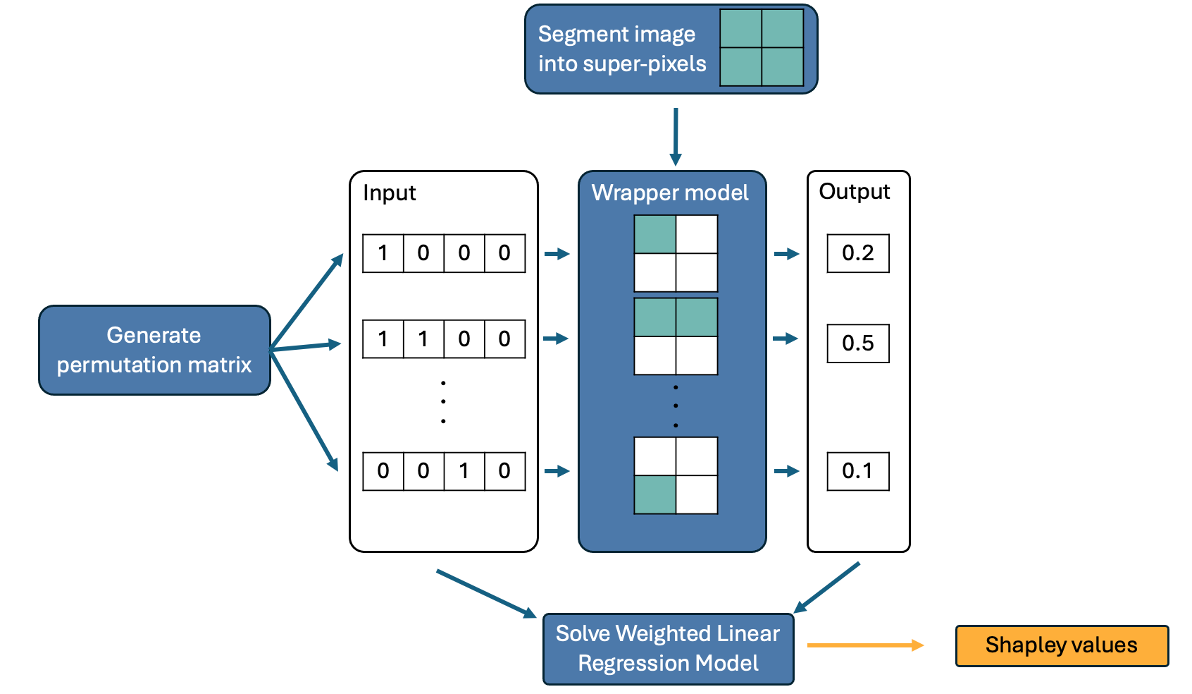 Segment image
into super-pixels
Input
Wrapper model
Output
1 0 0 0
0.2
Generate
permutation matrix
1 1 0 0
0.5
0 0 1 0
0.1
Solve Weighted Linear
Regression Model
Shapley values